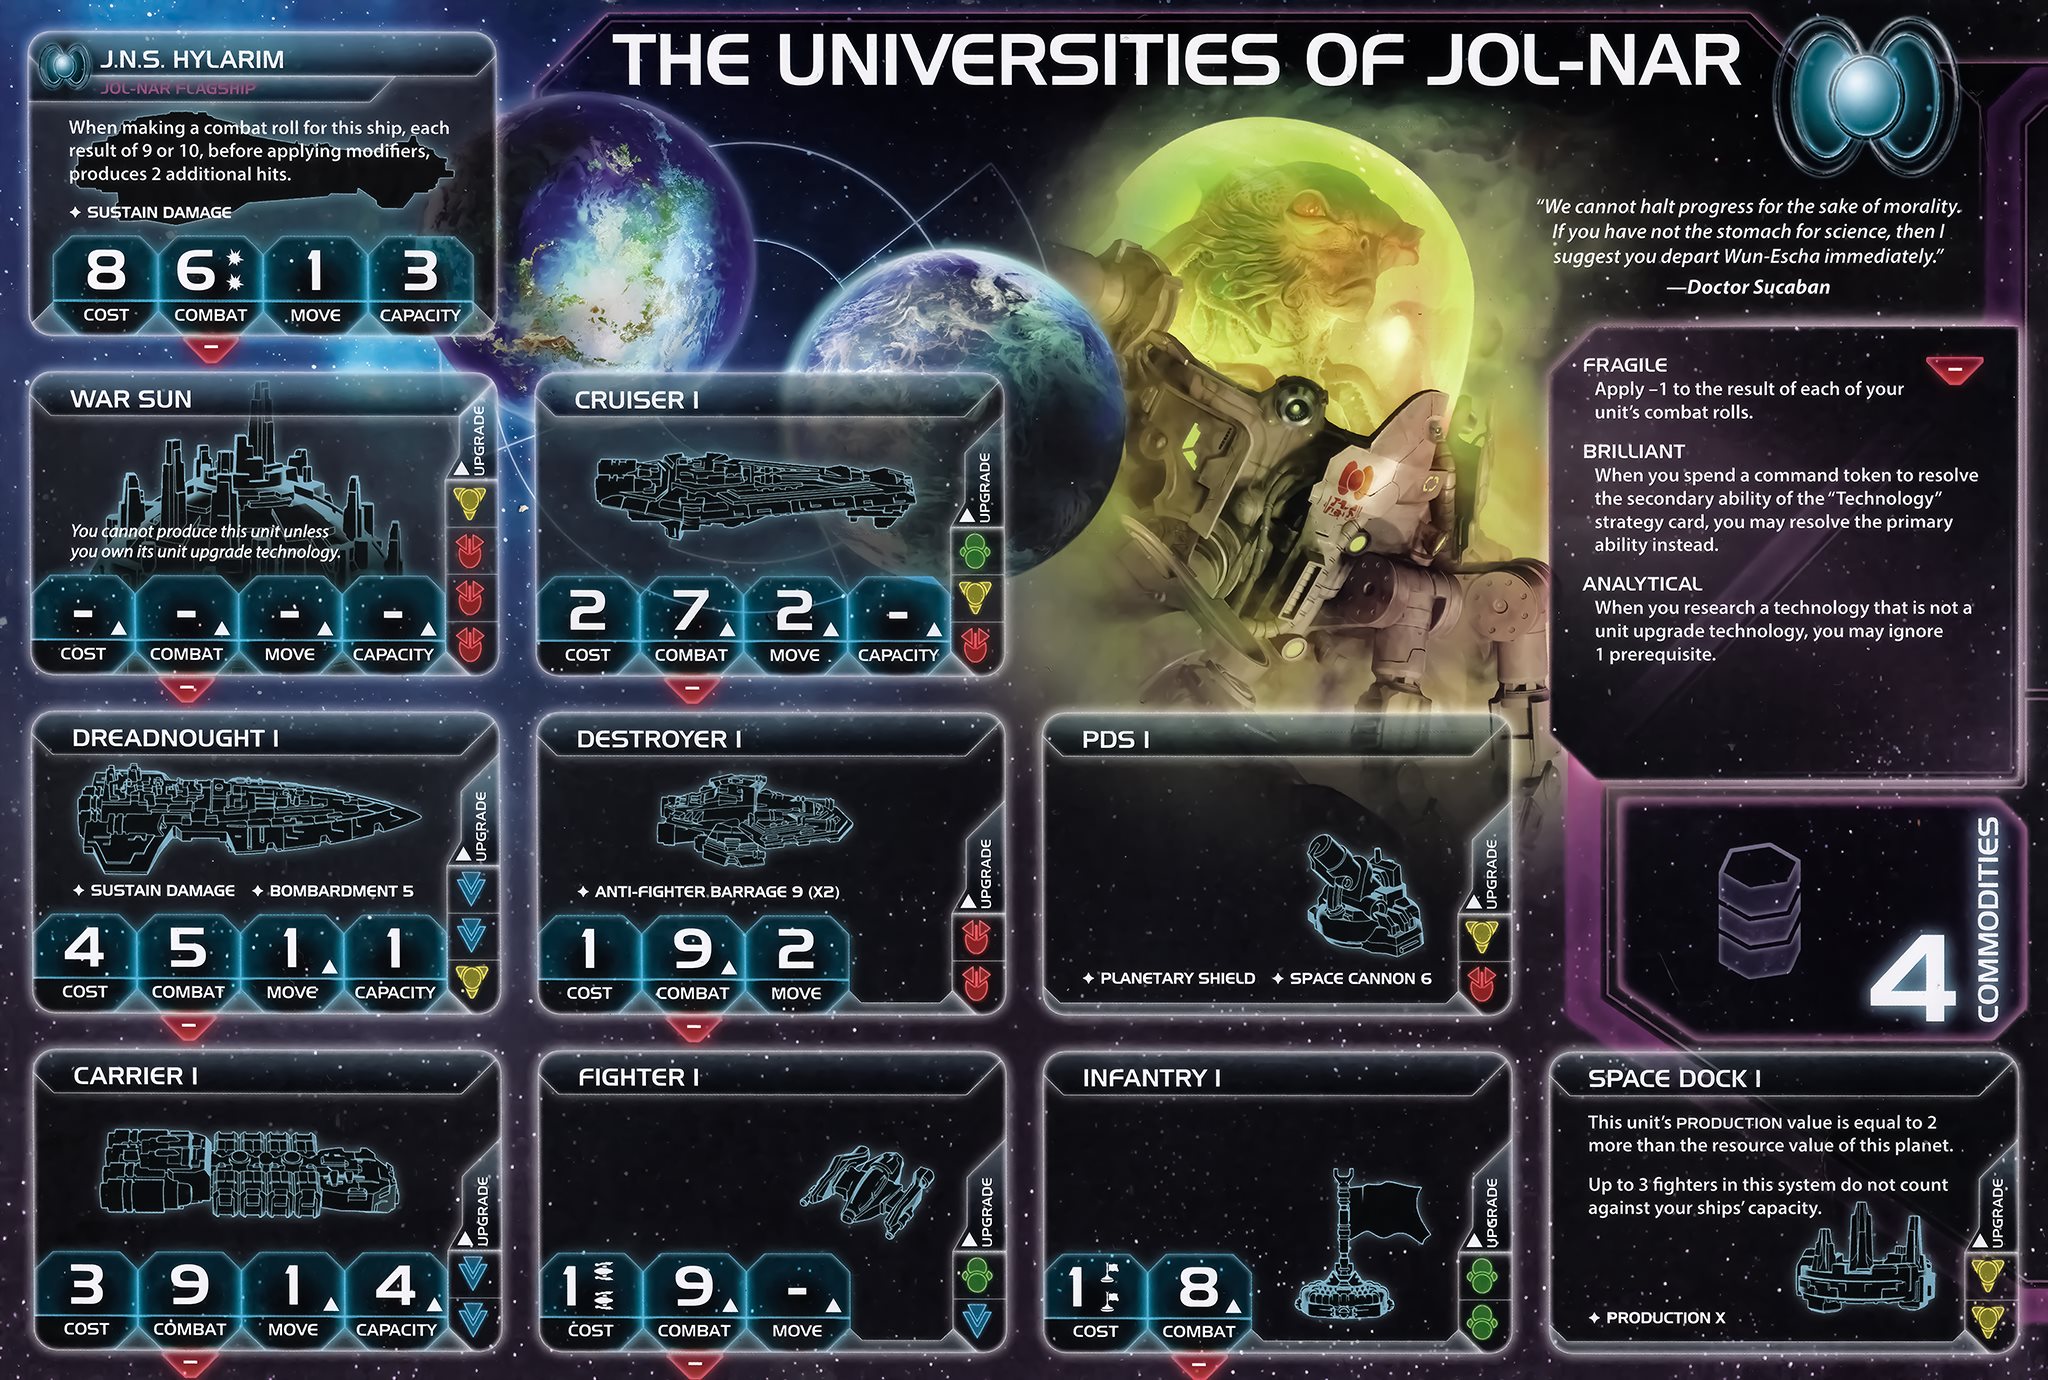 THE UNIVERSITIES OF JOL-NAR
J.N.S. HYLARIM
JOL-NAR FLAGSHIP
When making a combat roll for this ship, each
result of 9 or 10, before applying modifiers,
produces 2 additional hits.
SUSTAIN DAMAGE
8 6 1 3
COST COMBAT MOVE CAPACITY
“We cannot halt progress for the sake of morality.
If you have not the stomach for science, then I
suggest you depart Wun-Escha immediately.”
—Doctor Sucaban
WAR SUN
UPGRADE
You cannot produce this unit unless
you own its unit upgrade technology.
- - - -
COST COMBAT MOVE CAPACITY
CRUISER I
UPGRADE
2 7 2 -
COST COMBAT MOVE CAPACITY
FRAGILE
Apply –1 to the result of each of your
unit’s combat rolls.
BRILLIANT
When you spend a command token to resolve
the secondary ability of the “Technology”
strategy card, you may resolve the primary
ability instead.
ANALYTICAL
When you research a technology that is not a
unit upgrade technology, you may ignore
1 prerequisite.
DREADNOUGHT I
UPGRADE
SUSTAIN DAMAGE BOMBARDMENT 5
4 5 1 1
COST COMBAT MOVE CAPACITY
DESTROYER I
UPGRADE
ANTI-FIGHTER BARRAGE 9 (X2)
1 9 2
COST COMBAT MOVE
PDS I
UPGRADE
PLANETARY SHIELD SPACE CANNON 6
4
COMMODITIES
CARRIER I
UPGRADE
3 9 1 4
COST COMBAT MOVE CAPACITY
FIGHTER I
UPGRADE
1 9 -
COST COMBAT MOVE
INFANTRY I
UPGRADE
1 8
COST COMBAT
SPACE DOCK I
This unit’s PRODUCTION value is equal to 2
more than the resource value of this planet.
Up to 3 fighters in this system do not count
against your ships’ capacity.
UPGRADE
PRODUCTION X